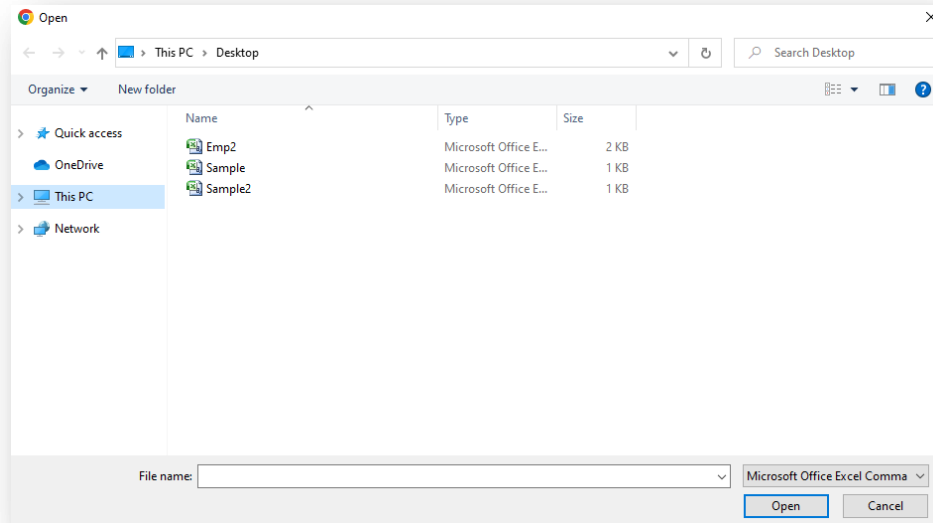 Open
This PC > Desktop
Search Desktop
Organize
New folder
Name
Type
Size
Quick access
OneDrive
This PC
Network
Emp2 Microsoft Office E... 2 KB
Sample Microsoft Office E... 1 KB
Sample2 Microsoft Office E... 1 KB
File name:
Microsoft Office Excel Comma
Open
Cancel